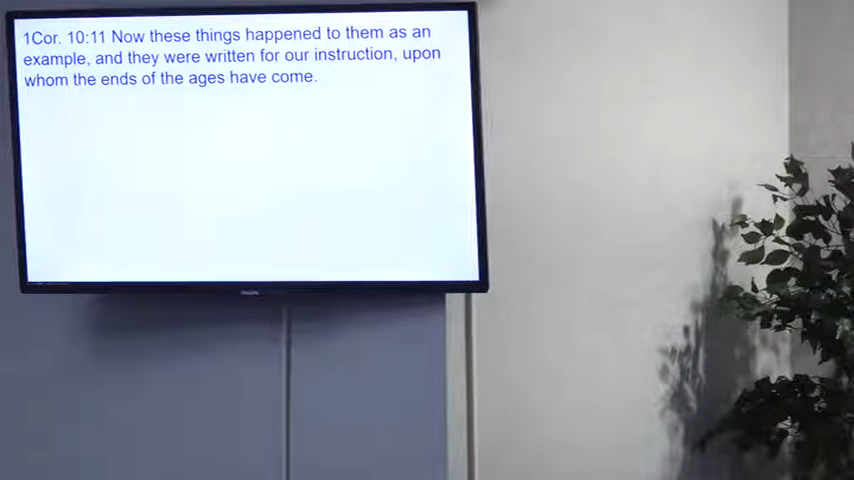 1Cor. 10:11 Now these things happened to them as an
example, and they were written for our instruction, upon
whom the ends of the ages have come.